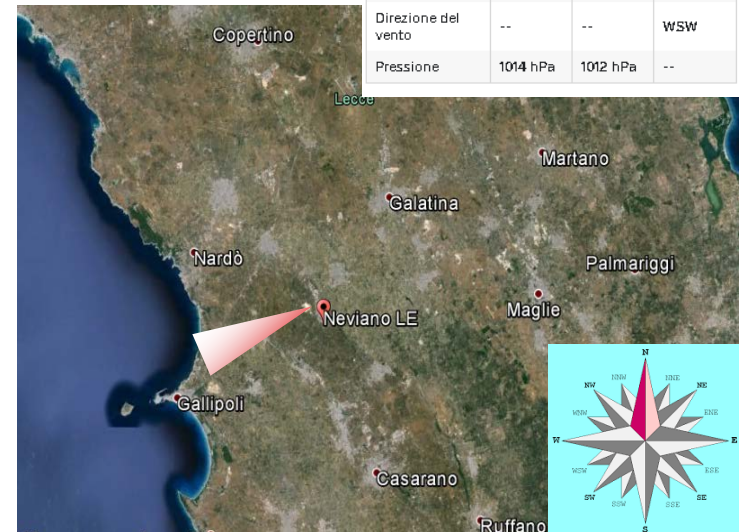 Direzione del
vento -- -- WSW
Pressione 1014 hPa 1012 hPa --
Copertino
Lecce
Martano
Galatina
Nardò
Palmariggi
Neviano LE
Maglie
Gallipoli
Casarano
Ruffano
N
NNW NNE
NW NE
WNW ENE
W E
WSW ESE
SW SE
SSW SSE
S